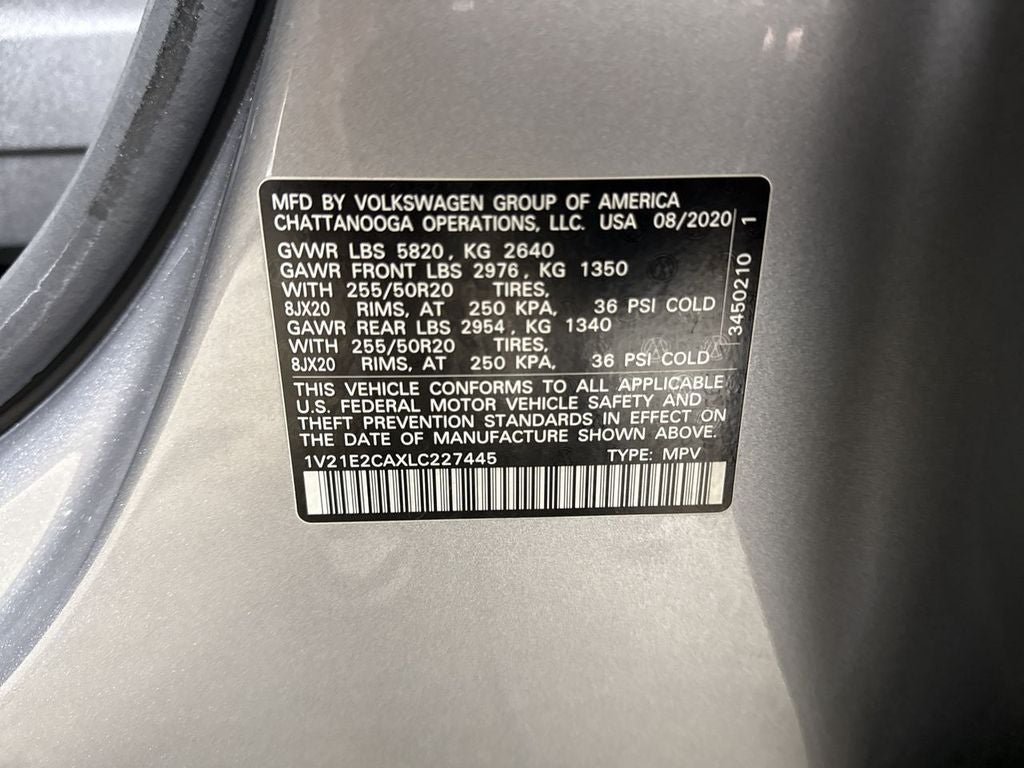 MFD BY VOLKSWAGEN GROUP OF AMERICA
CHATTANOOGA OPERATIONS, LLC. USA 08/2020
GVWR LBS 5820, KG 2640
GAWR FRONT LBS 2976, KG 1350
WITH 255/50R20 TIRES,
8JX20 RIMS, AT 250 KPA, 36 PSI COLD
GAWR REAR LBS 2954, KG 1340
WITH 255/50R20 TIRES,
8JX20 RIMS, AT 250 KPA, 36 PSI COLD
THIS VEHICLE CONFORMS TO ALL APPLICABLE
U.S. FEDERAL MOTOR VEHICLE SAFETY AND
THEFT PREVENTION STANDARDS IN EFFECT ON
THE DATE OF MANUFACTURE SHOWN ABOVE.
1V21E2CAXLC227445 TYPE: MPV
3450210 1